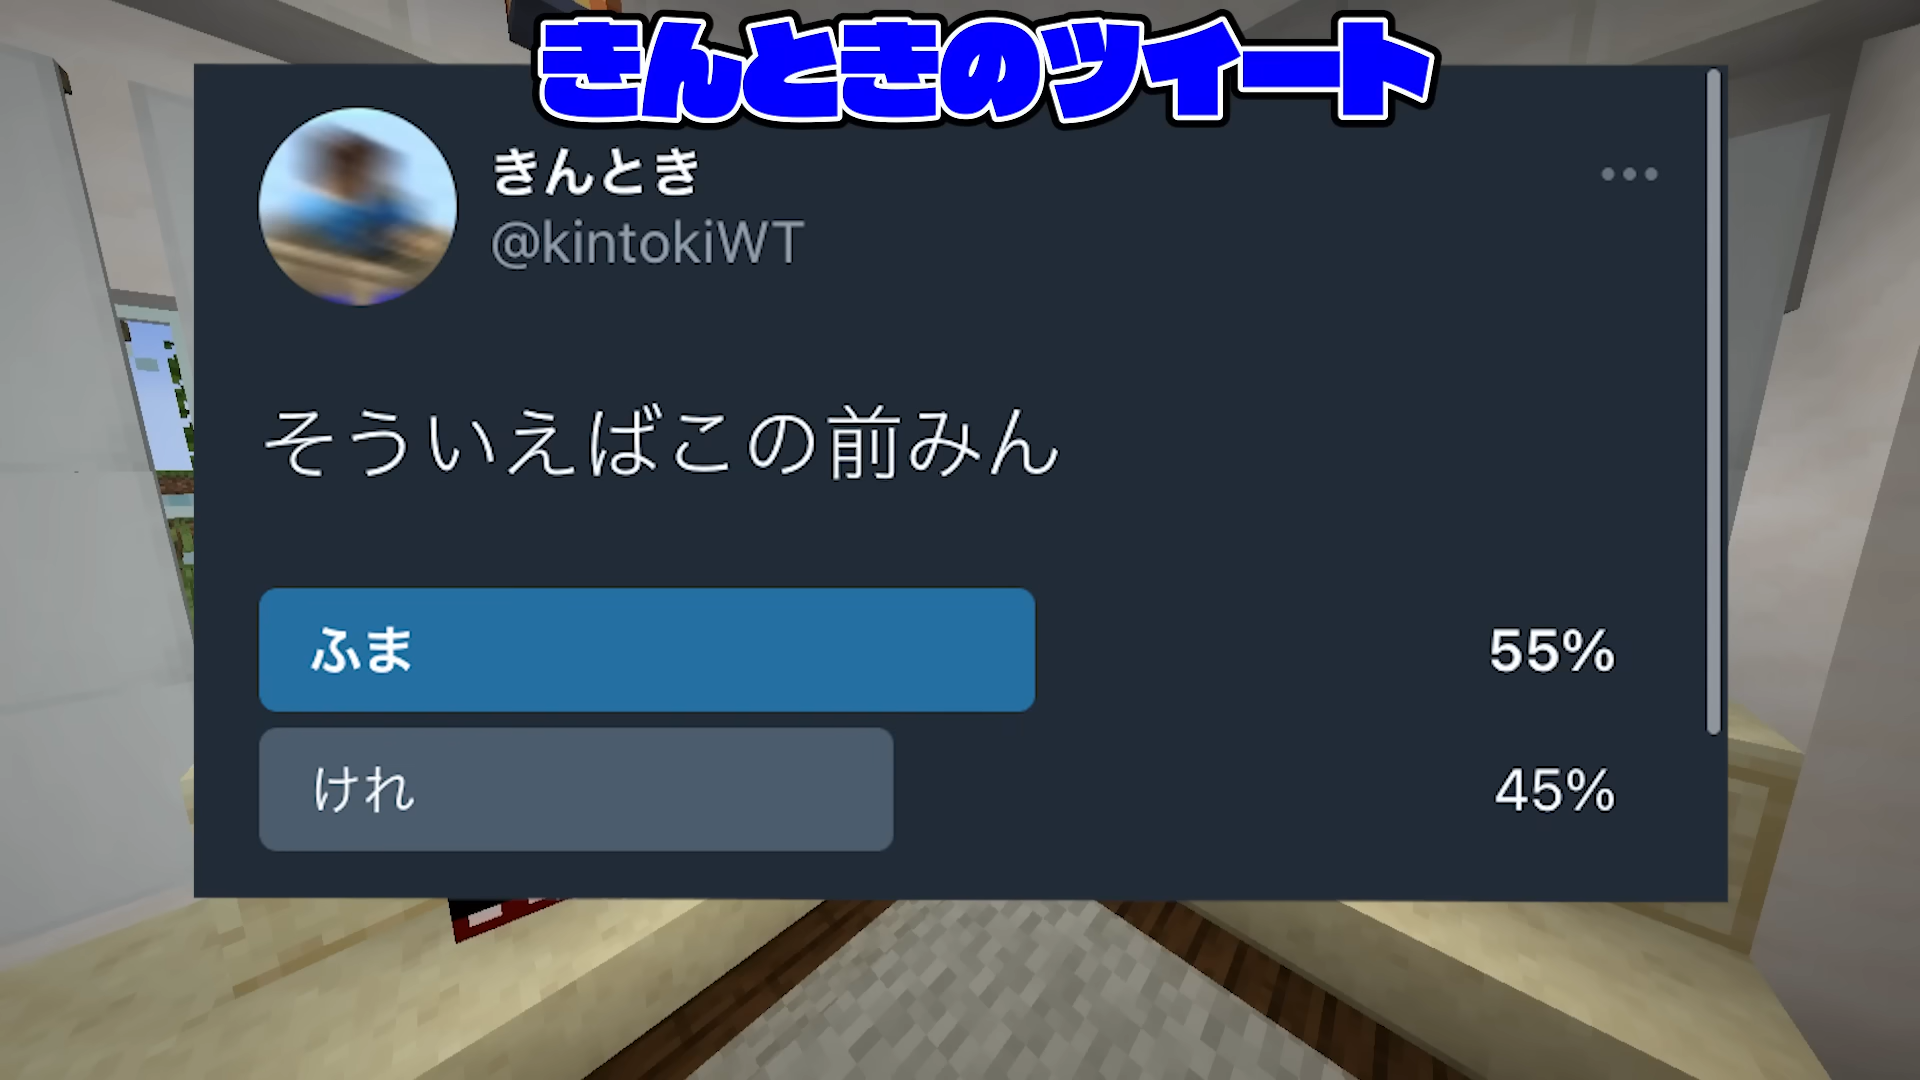 きんときのツイート
きんとき
@kintokiWT
そういえばこの前みん
ふま 55%
けれ 45%